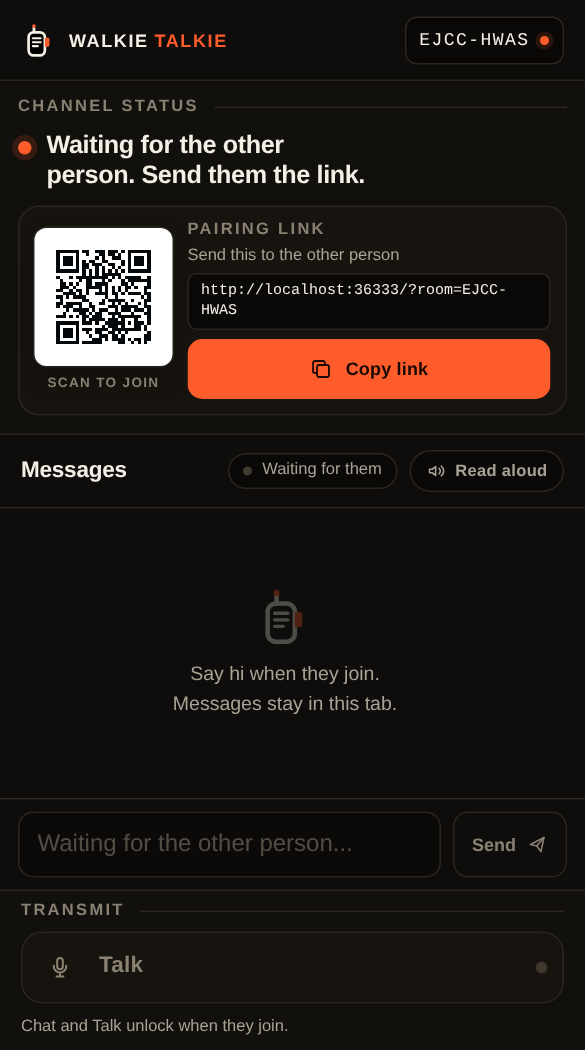 WALKIE TALKIE
EJCC-HWAS
CHANNEL STATUS
Waiting for the other
person. Send them the link.
PAIRING LINK
Send this to the other person
http://localhost:36333/?room=EJCC-
HWAS
Copy link
SCAN TO JOIN
Messages
Waiting for them
Read aloud
Say hi when they join.
Messages stay in this tab.
Waiting for the other person...
Send
TRANSMIT
Talk
Chat and Talk unlock when they join.